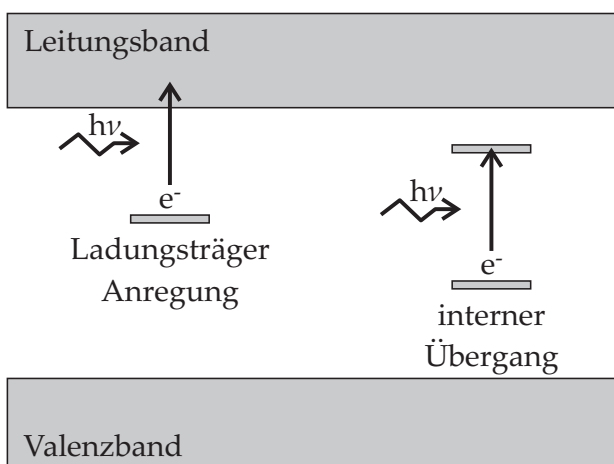 Leitungsband
hν
e-
Ladungsträger
Anregung
hν
e-
interner
Übergang
Valenzband